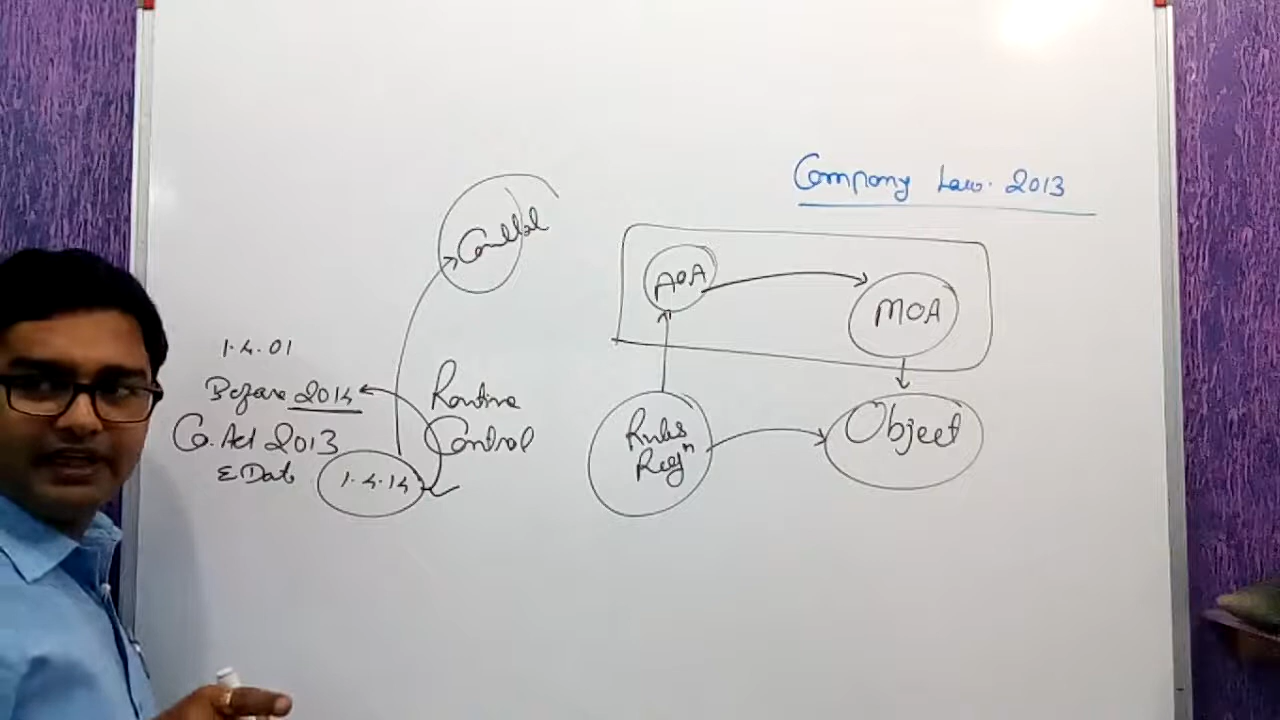 Company Law. 2013
Control
AOA
MOA
1.4.01
Before 2014
Routine
Control
Co. Act 2013
E Date
1.4.14
Rules
Regn
Object